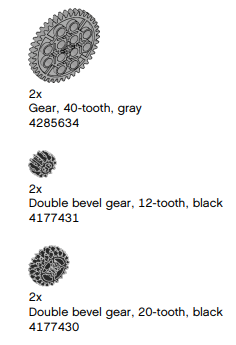 2x
Gear, 40-tooth, gray
4285634
2x
Double bevel gear, 12-tooth, black
4177431
2x
Double bevel gear, 20-tooth, black
4177430